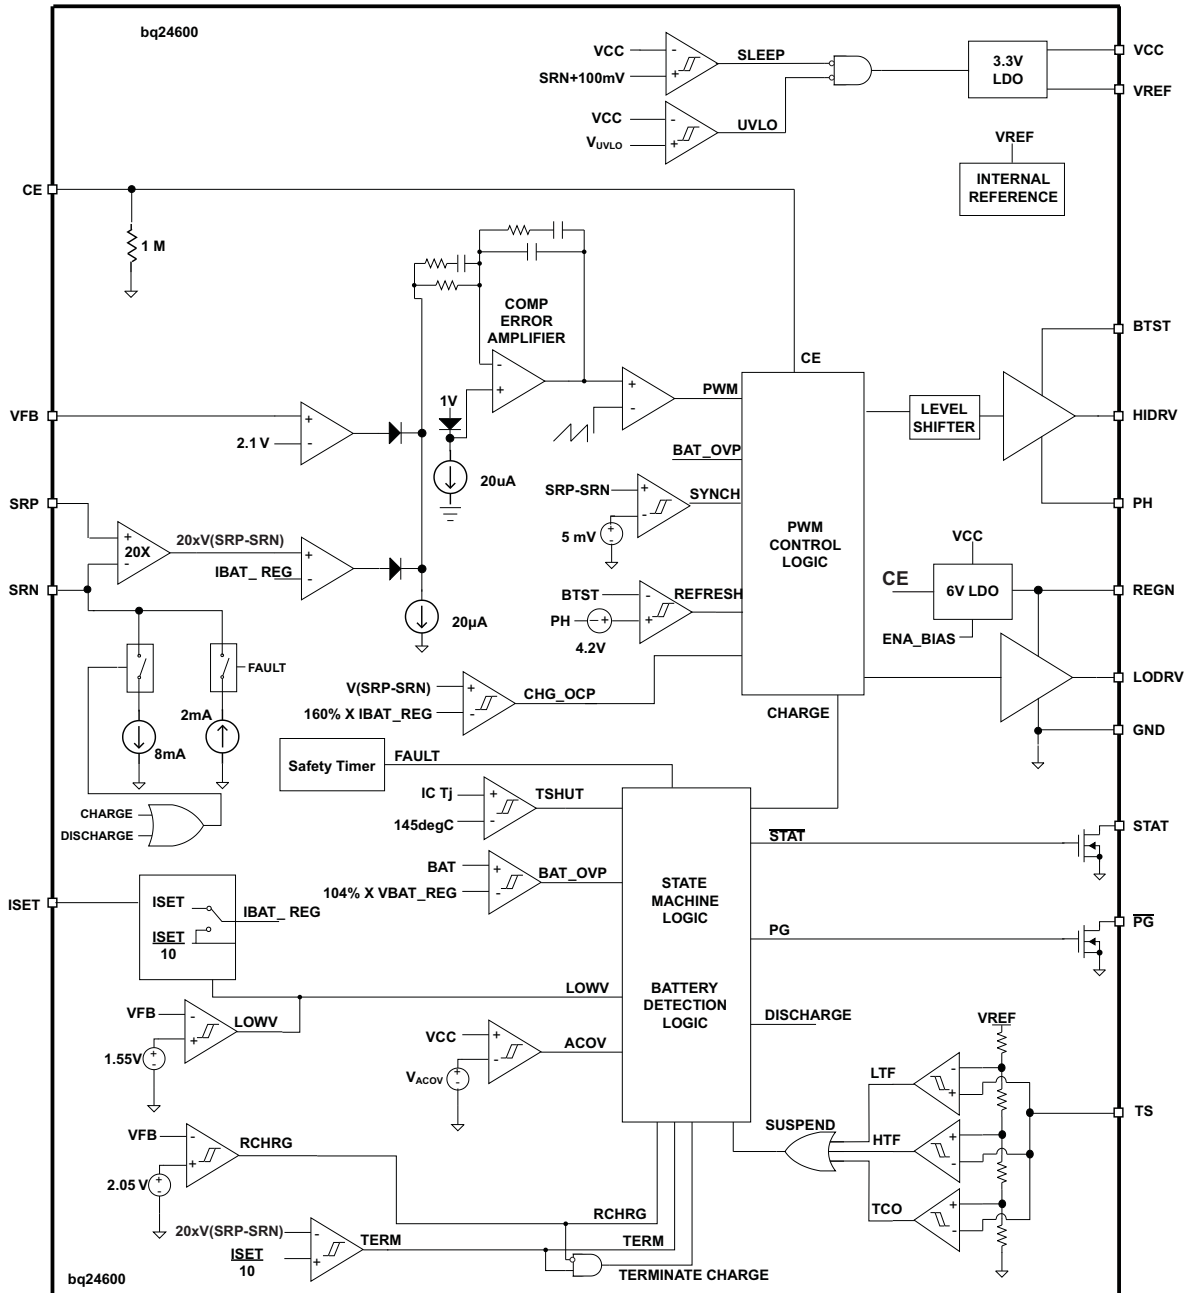 bq24600
VCC
SRN+100mV
-
+
SLEEP
VCC
VUVLO
-
+
UVLO
3.3V
LDO
VCC
VREF
VREF
INTERNAL
REFERENCE
CE
1 M
COMP
ERROR
AMPLIFIER
-
+
1V
20uA
+
-
PWM
CE
BTST
LEVEL
SHIFTER
HIDRV
PH
VFB
2.1 V
+
-
BAT_OVP
SRP-SRN
+
-
SYNCH
5 mV
+
-
PWM
CONTROL
LOGIC
SRP
SRN
+
-
20X
20xV(SRP-SRN)
IBAT_ REG
+
-
20µA
BTST
PH
- +
4.2V
-
+
REFRESH
VCC
CE
6V LDO
ENA_BIAS
REGN
LODRV
GND
FAULT
2mA
8mA
CHARGE
DISCHARGE
V(SRP-SRN)
160% X IBAT_REG
+
-
CHG_OCP
CHARGE
Safety Timer
FAULT
IC Tj
145degC
+
-
TSHUT
BAT
104% X VBAT_REG
+
-
BAT_OVP
STATE
MACHINE
LOGIC
BATTERY
DETECTION
LOGIC
STAT
STAT
PG
PG
ISET
ISET
ISET
10
IBAT_ REG
LOWV
VFB
1.55V
+
-
-
+
LOWV
VCC
VACOV
+
-
+
-
ACOV
DISCHARGE
VREF
LTF
-
+
TS
SUSPEND
HTF
+
-
TCO
+
-
VFB
2.05 V
+
-
-
+
RCHRG
RCHRG
20xV(SRP-SRN)
ISET
10
-
+
TERM
TERM
TERMINATE CHARGE
bq24600